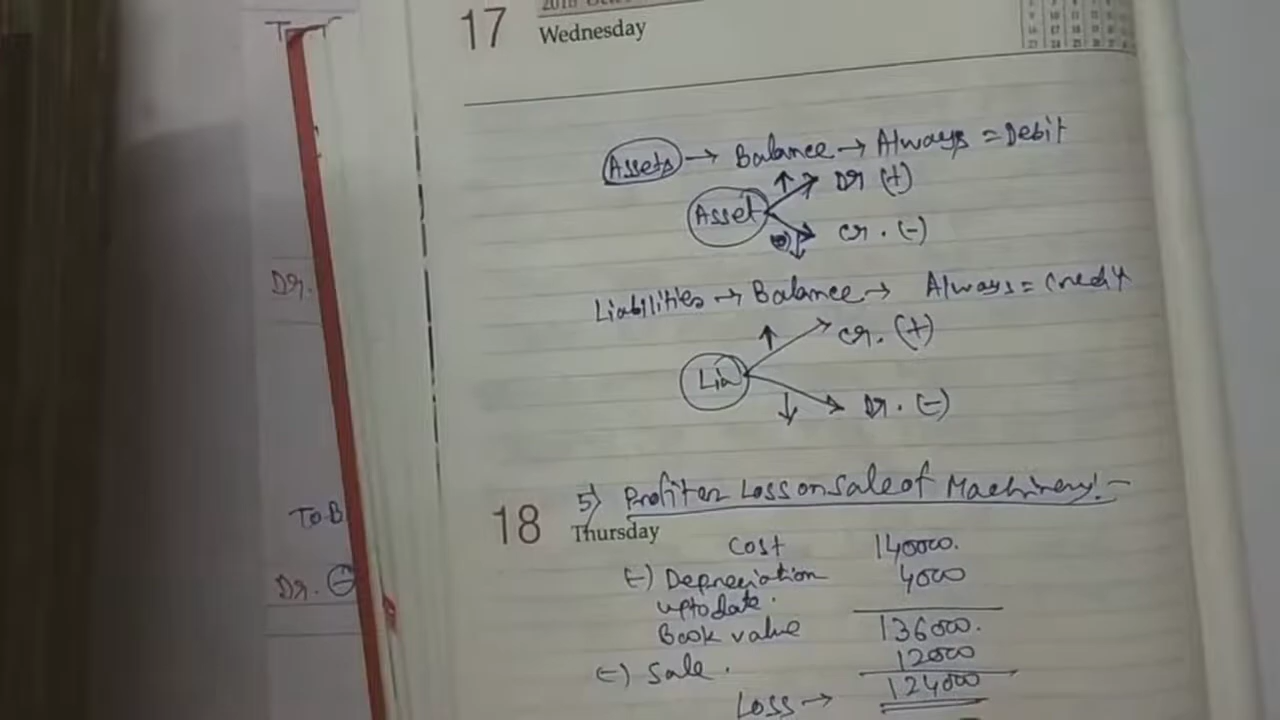 17
Wednesday
Assets → Balance → Always = Debit
Asset
↑ Dr (+)
↓ cr. (-)
Liabilities → Balance → Always = Credit
↑ cr. (+)
Lia
↓ Dr. (-)
5) Profit or Loss on Sale of Machinery:-
18
Thursday
Cost 140000.
(-) Depreciation 4000
upto date.
Book value 136000.
(-) Sale. 12000
Loss → 124000
Dr.
To B
Dr.